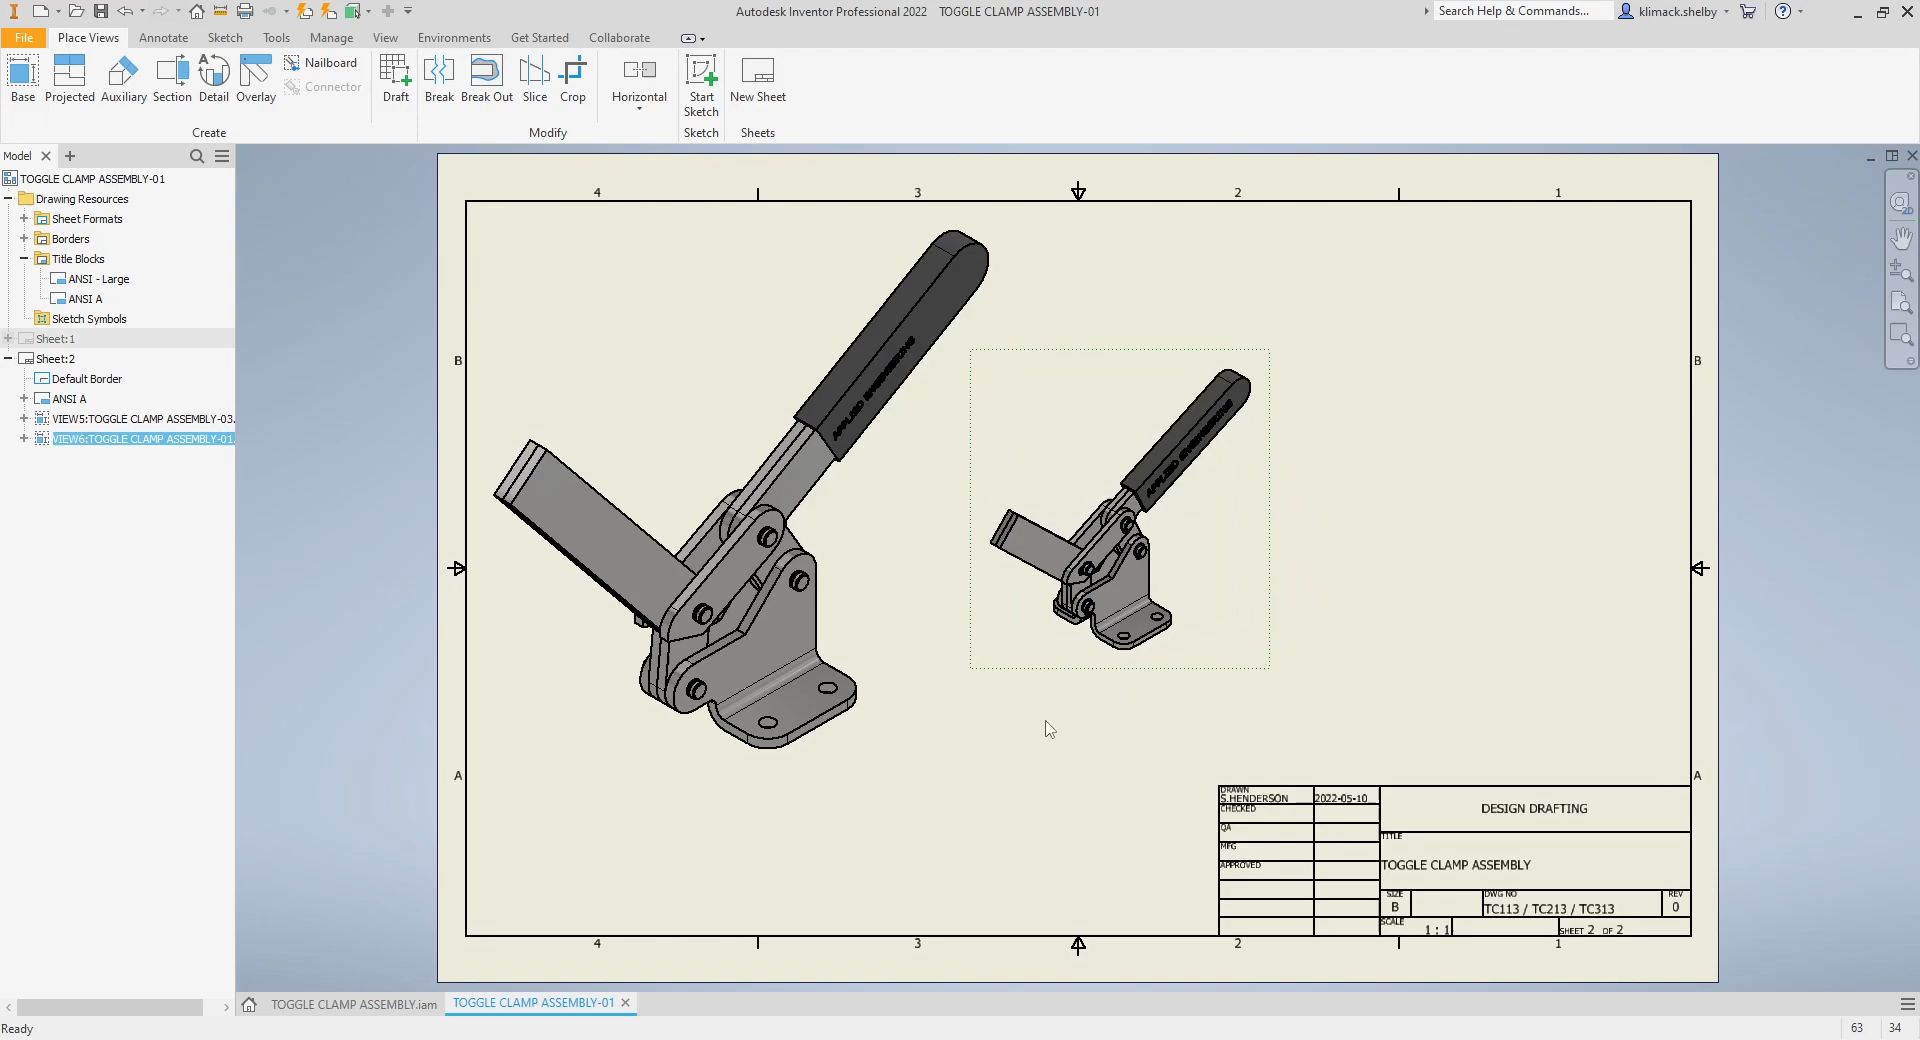 Autodesk Inventor Professional 2022 TOGGLE CLAMP ASSEMBLY-01
Search Help & Commands...
klimack.shelby
File
Place Views
Annotate
Sketch
Tools
Manage
View
Environments
Get Started
Collaborate
Base
Projected
Auxiliary
Section
Detail
Overlay
Nailboard
Connector
Draft
Break
Break Out
Slice
Crop
Horizontal
Start Sketch
New Sheet
Create
Modify
Sketch
Sheets
Model
TOGGLE CLAMP ASSEMBLY-01
Drawing Resources
Sheet Formats
Borders
Title Blocks
ANSI - Large
ANSI A
Sketch Symbols
Sheet:1
Sheet:2
Default Border
ANSI A
VIEW5:TOGGLE CLAMP ASSEMBLY-03.
VIEW6:TOGGLE CLAMP ASSEMBLY-01.
4 3 2 1
B B
A A
APPLIED ENGINEERING
APPLIED ENGINEERING
DRAWN
S.HENDERSON 2022-05-10
CHECKED
QA
MFG
APPROVED
DESIGN DRAFTING
TITLE
TOGGLE CLAMP ASSEMBLY
SIZE
B
DWG NO
TC113 / TC213 / TC313
REV
0
SCALE
1 : 1
SHEET 2 OF 2
4 3 2 1
TOGGLE CLAMP ASSEMBLY.iam
TOGGLE CLAMP ASSEMBLY-01
Ready
63 34